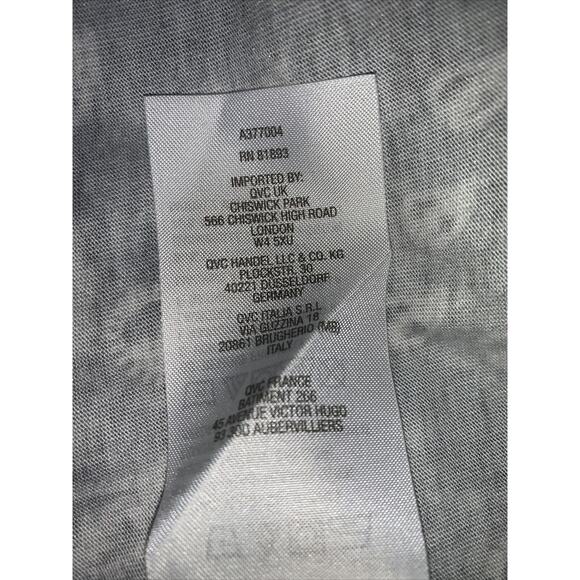 A377004
RN 81893
IMPORTED BY:
QVC UK
CHISWICK PARK
566 CHISWICK HIGH ROAD
LONDON
W4 5XU
QVC HANDEL LLC & CO. KG
PLOCKSTR. 30
40221 DÜSSELDORF
GERMANY
QVC ITALIA S.R.L
VIA GUZZINA 18
20861 BRUGHERIO (MB)
ITALY
QVC FRANCE
BATIMENT 266
45 AVENUE VICTOR HUGO
93 300 AUBERVILLIERS